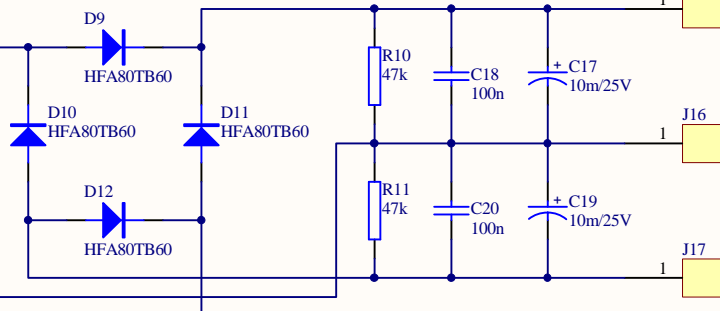 1
D9
HFA80TB60
R10
47k
C18
100n
+
C17
10m/25V
D10
HFA80TB60
D11
HFA80TB60
J16
1
D12
HFA80TB60
R11
47k
C20
100n
+
C19
10m/25V
J17
1